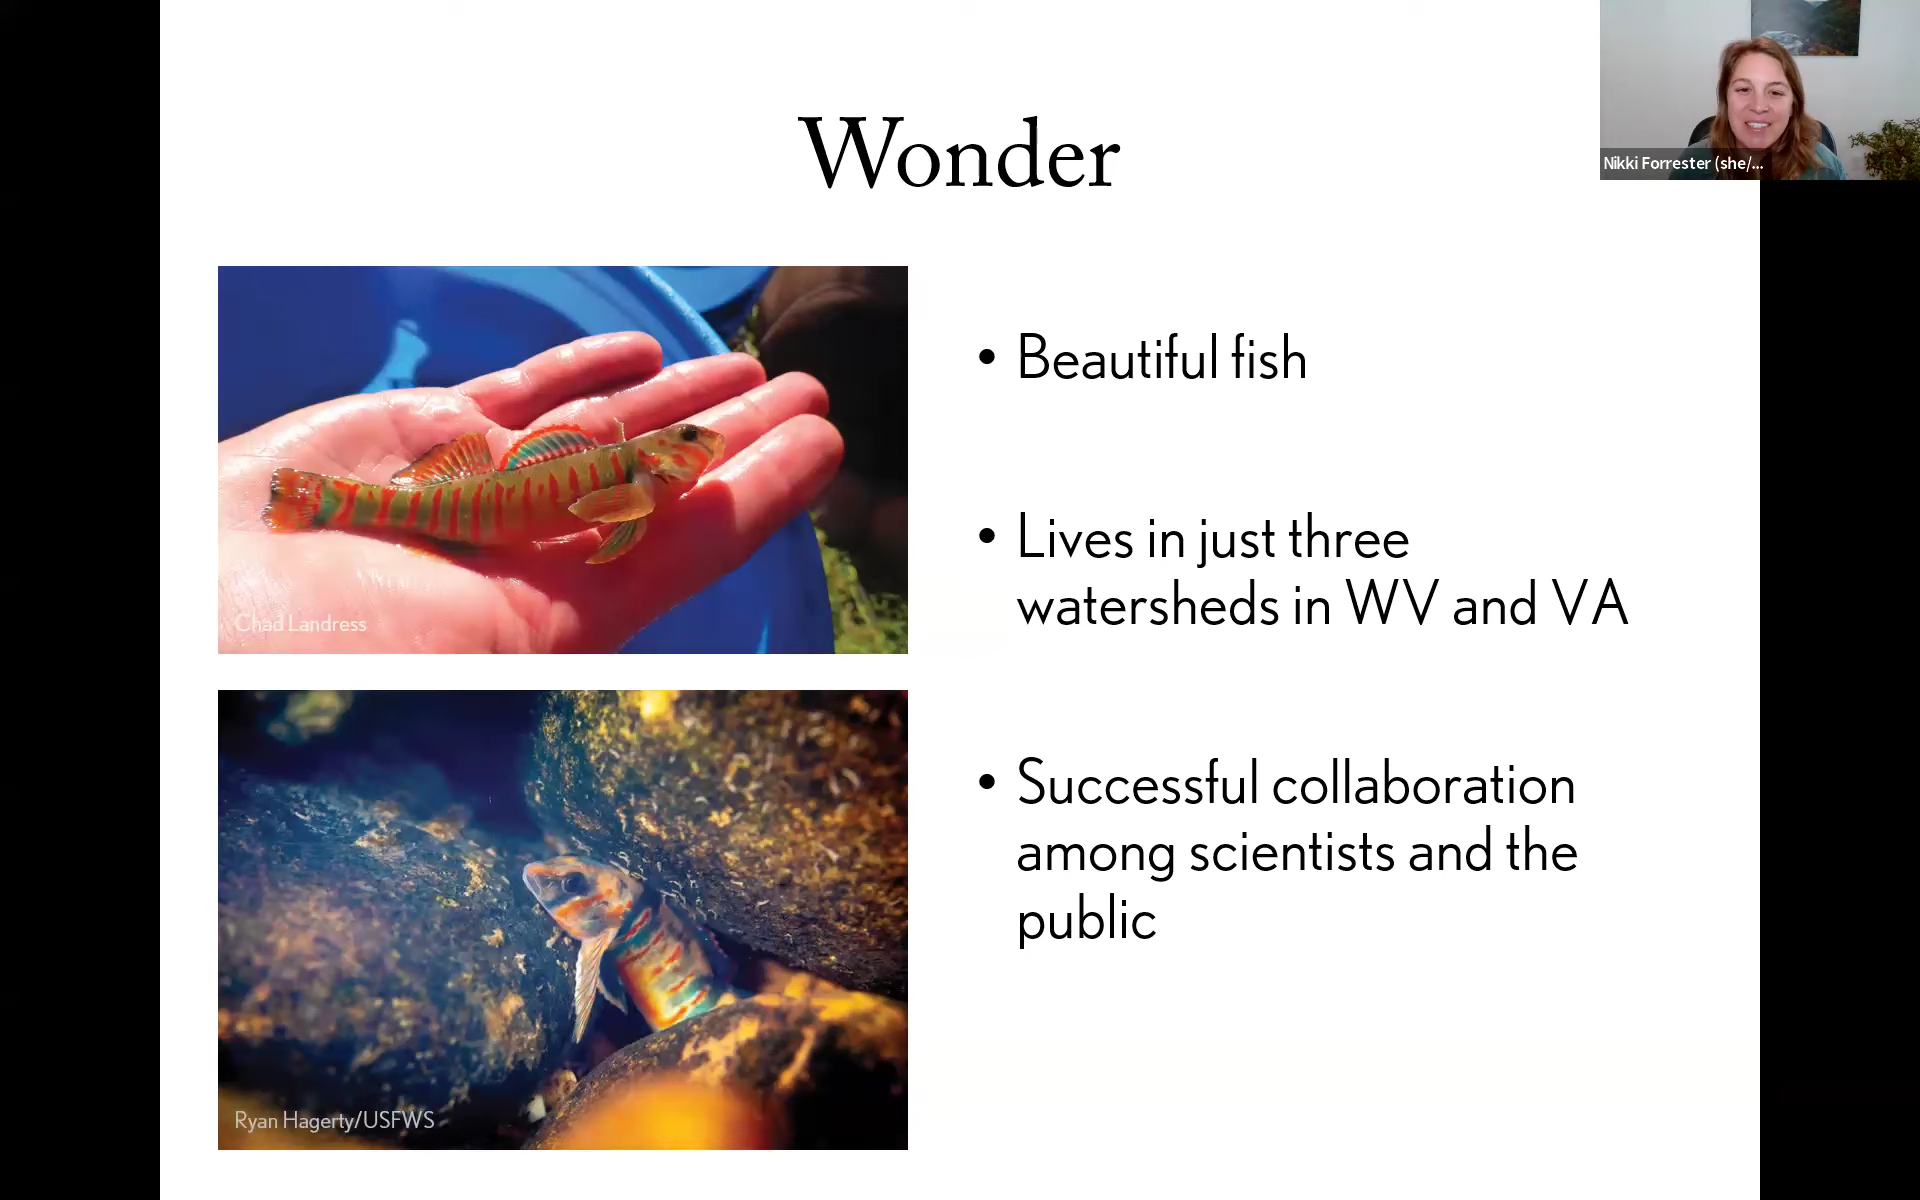 Wonder
Nikki Forrester (she/...
• Beautiful fish
• Lives in just three
watersheds in WV and VA
• Successful collaboration
among scientists and the
public
Chad Landress
Ryan Hagerty/USFWS